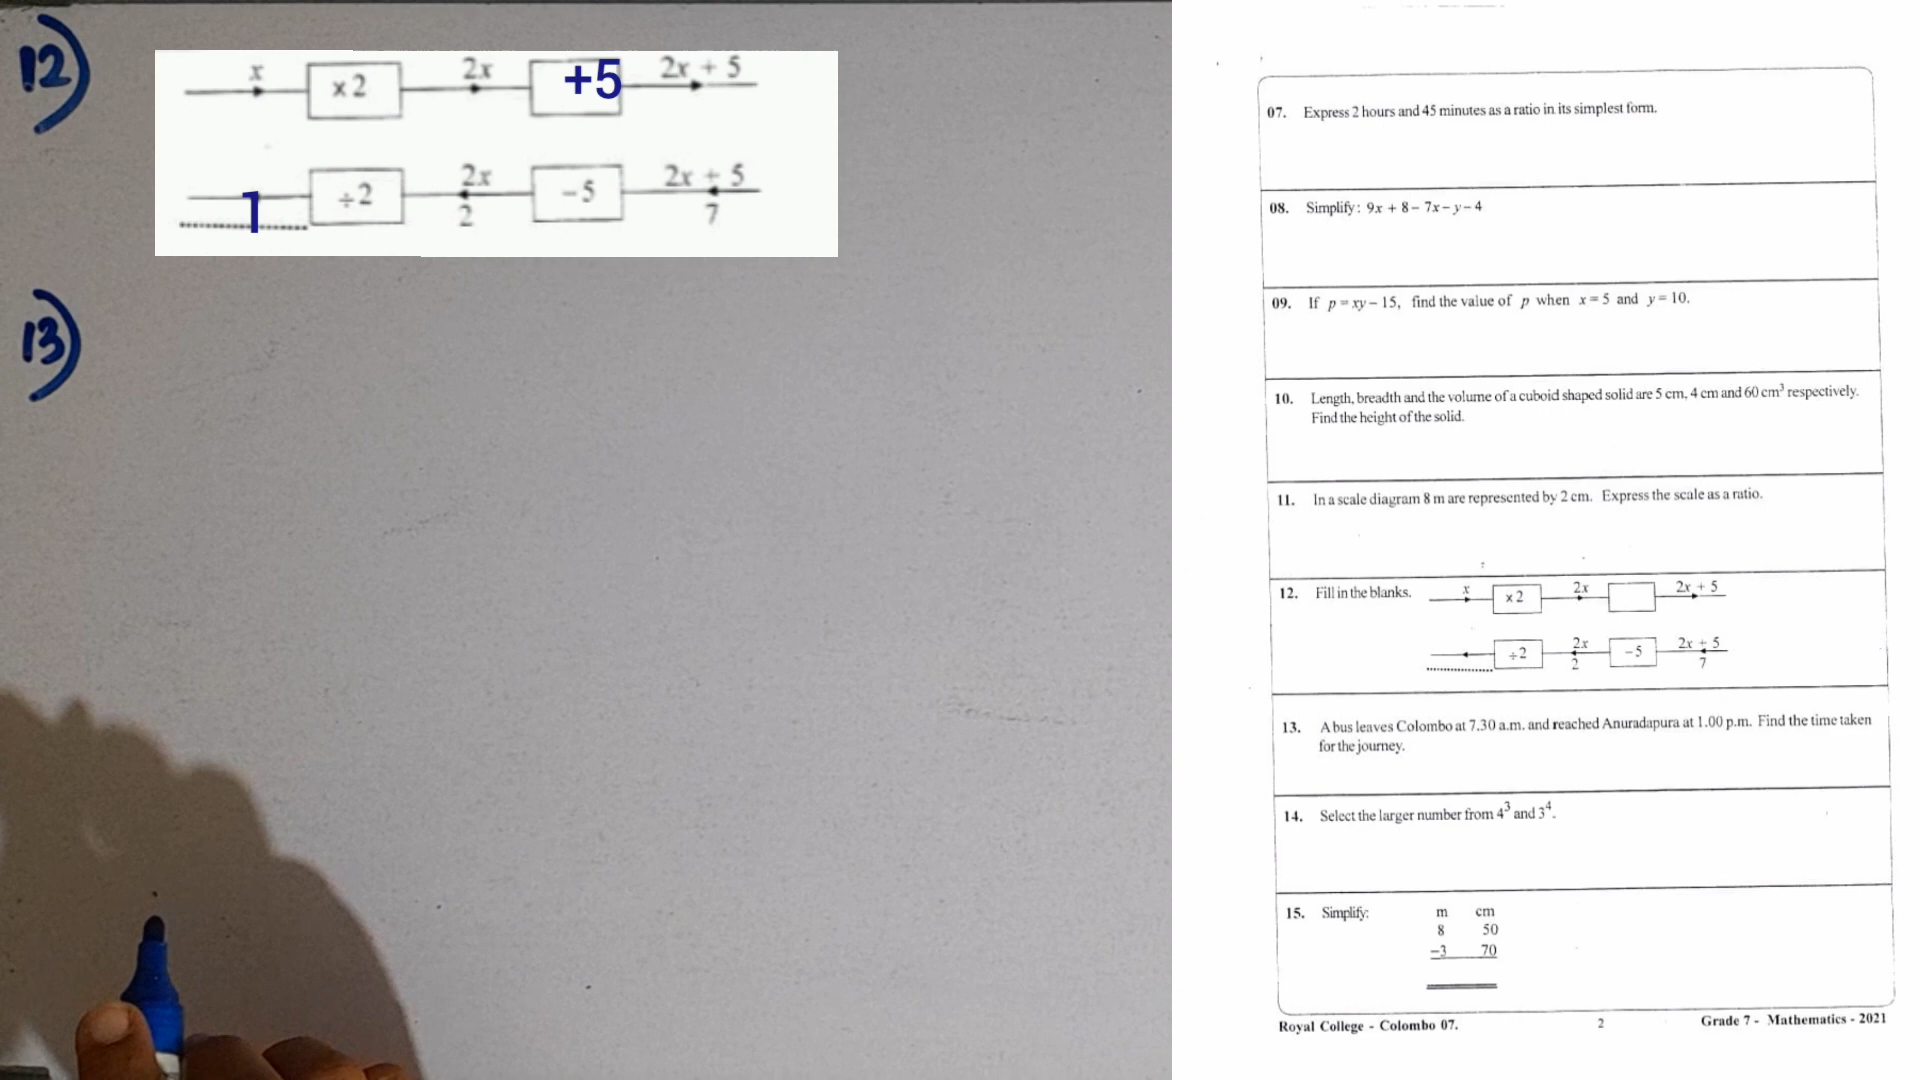 12)
x
× 2
2x
+5
2x + 5
1
÷2
2x
2
−5
2x + 5
7
13)
07. Express 2 hours and 45 minutes as a ratio in its simplest form.
08. Simplify: 9x + 8 – 7x – y – 4
09. If p = xy – 15, find the value of p when x = 5 and y = 10.
10. Length, breadth and the volume of a cuboid shaped solid are 5 cm, 4 cm and 60 cm³ respectively.
Find the height of the solid.
11. In a scale diagram 8 m are represented by 2 cm. Express the scale as a ratio.
12. Fill in the blanks.
x
× 2
2x
2x + 5
÷2
2x
2
−5
2x + 5
7
13. A bus leaves Colombo at 7.30 a.m. and reached Anuradapura at 1.00 p.m. Find the time taken
for the journey.
14. Select the larger number from 4³ and 3⁴.
15. Simplify: m cm
8 50
–3 70
Royal College - Colombo 07. 2 Grade 7 - Mathematics - 2021